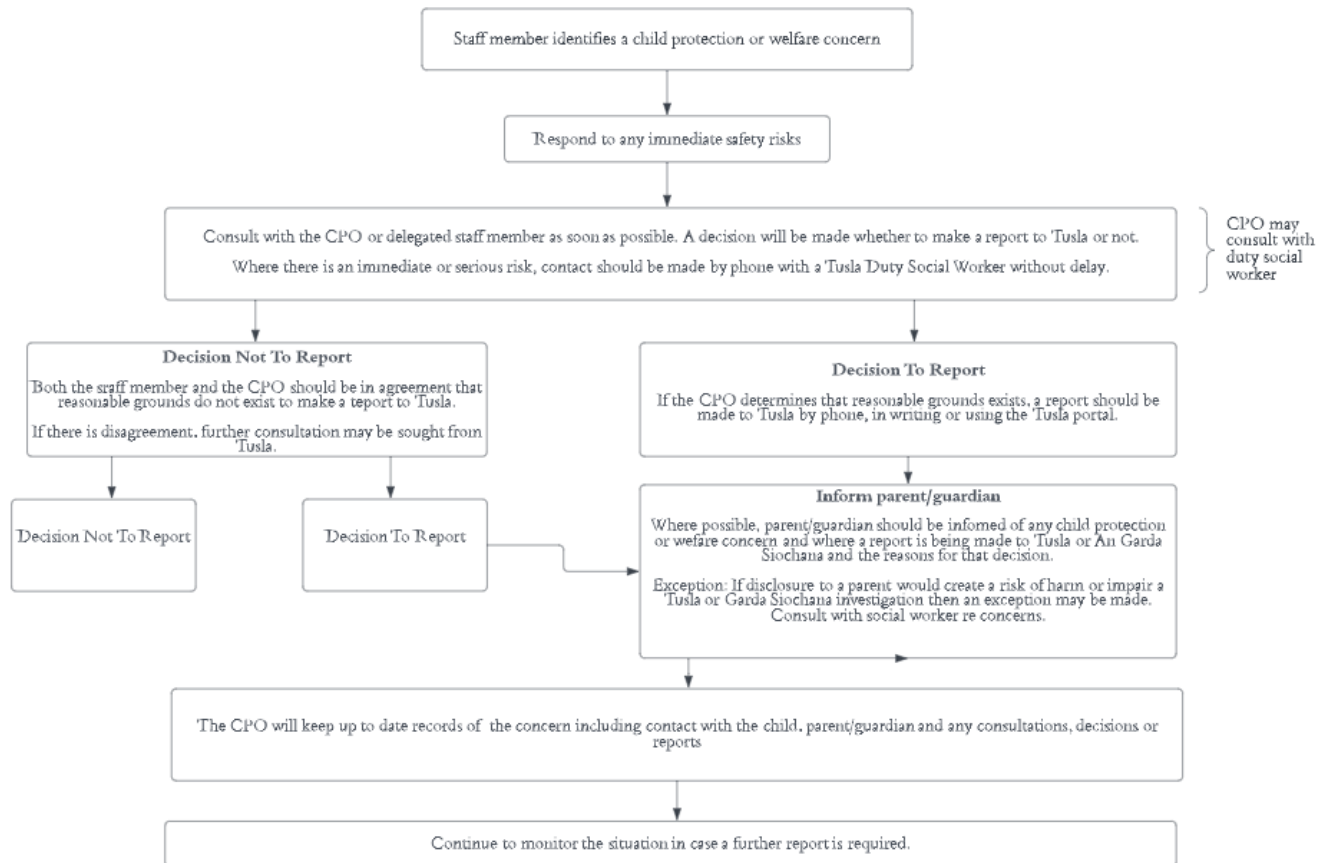 Staff member identifies a child protection or welfare concern
Respond to any immediate safety risks
Consult with the CPO or delegated staff member as soon as possible. A decision will be made whether to make a report to Tusla or not.
Where there is an immediate or serious risk, contact should be made by phone with a Tusla Duty Social Worker without delay.
CPO may
consult with
duty social
worker
Decision Not To Report
Both the sraff member and the CPO should be in agreement that
reasonable grounds do not exist to make a teport to Tusla.
If there is disagreement. further consultation may be sought from
Tusla.
Decision To Report
If the CPO determines that reasonable grounds exists, a report should be
made to Tusla by phone, in writing or using the Tusla portal.
Decision Not To Report
Decision To Report
Inform parent/guardian
Where possible, parent/guardian should be infomed of any child protection
or wefare concern and where a report is being made to Tusla or An Garda
Siochana and the reasons for that decision.
Exception: If disclosure to a parent would create a risk of harm or impair a
Tusla or Garda Siochana investigation then an exception may be made.
Consult with social worker re concerns.
The CPO will keep up to date records of the concern including contact with the child, parent/guardian and any consultations, decisions or
reports
Continue to monitor the situation in case a further report is required.